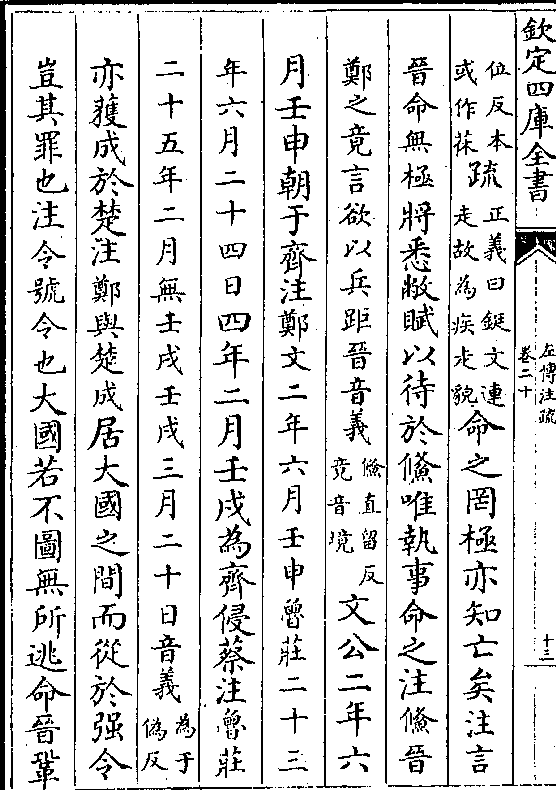 欽定四庫全書
左傳注疏
卷二十
十三
位反本
或作䒷疏正義曰鋌文連
走故為疾走貌命之罔極亦知亡矣注言
晉命無極將悉敝賦以待於鯈唯執事命之注鯈晉
鄭之竟言欲以兵距晉音義鯈直留反
竟音境文公二年六
月壬申朝于齊注鄭文二年六月壬申魯莊二十三
年六月二十四日四年二月壬戌為齊侵蔡注魯莊
二十五年二月無壬戌壬戌三月二十日音義為于
偽反
亦獲成於楚注鄭與楚成居大國之間而從於强令
豈其罪也注令號令也大國若不圖無所逃命晉鞏